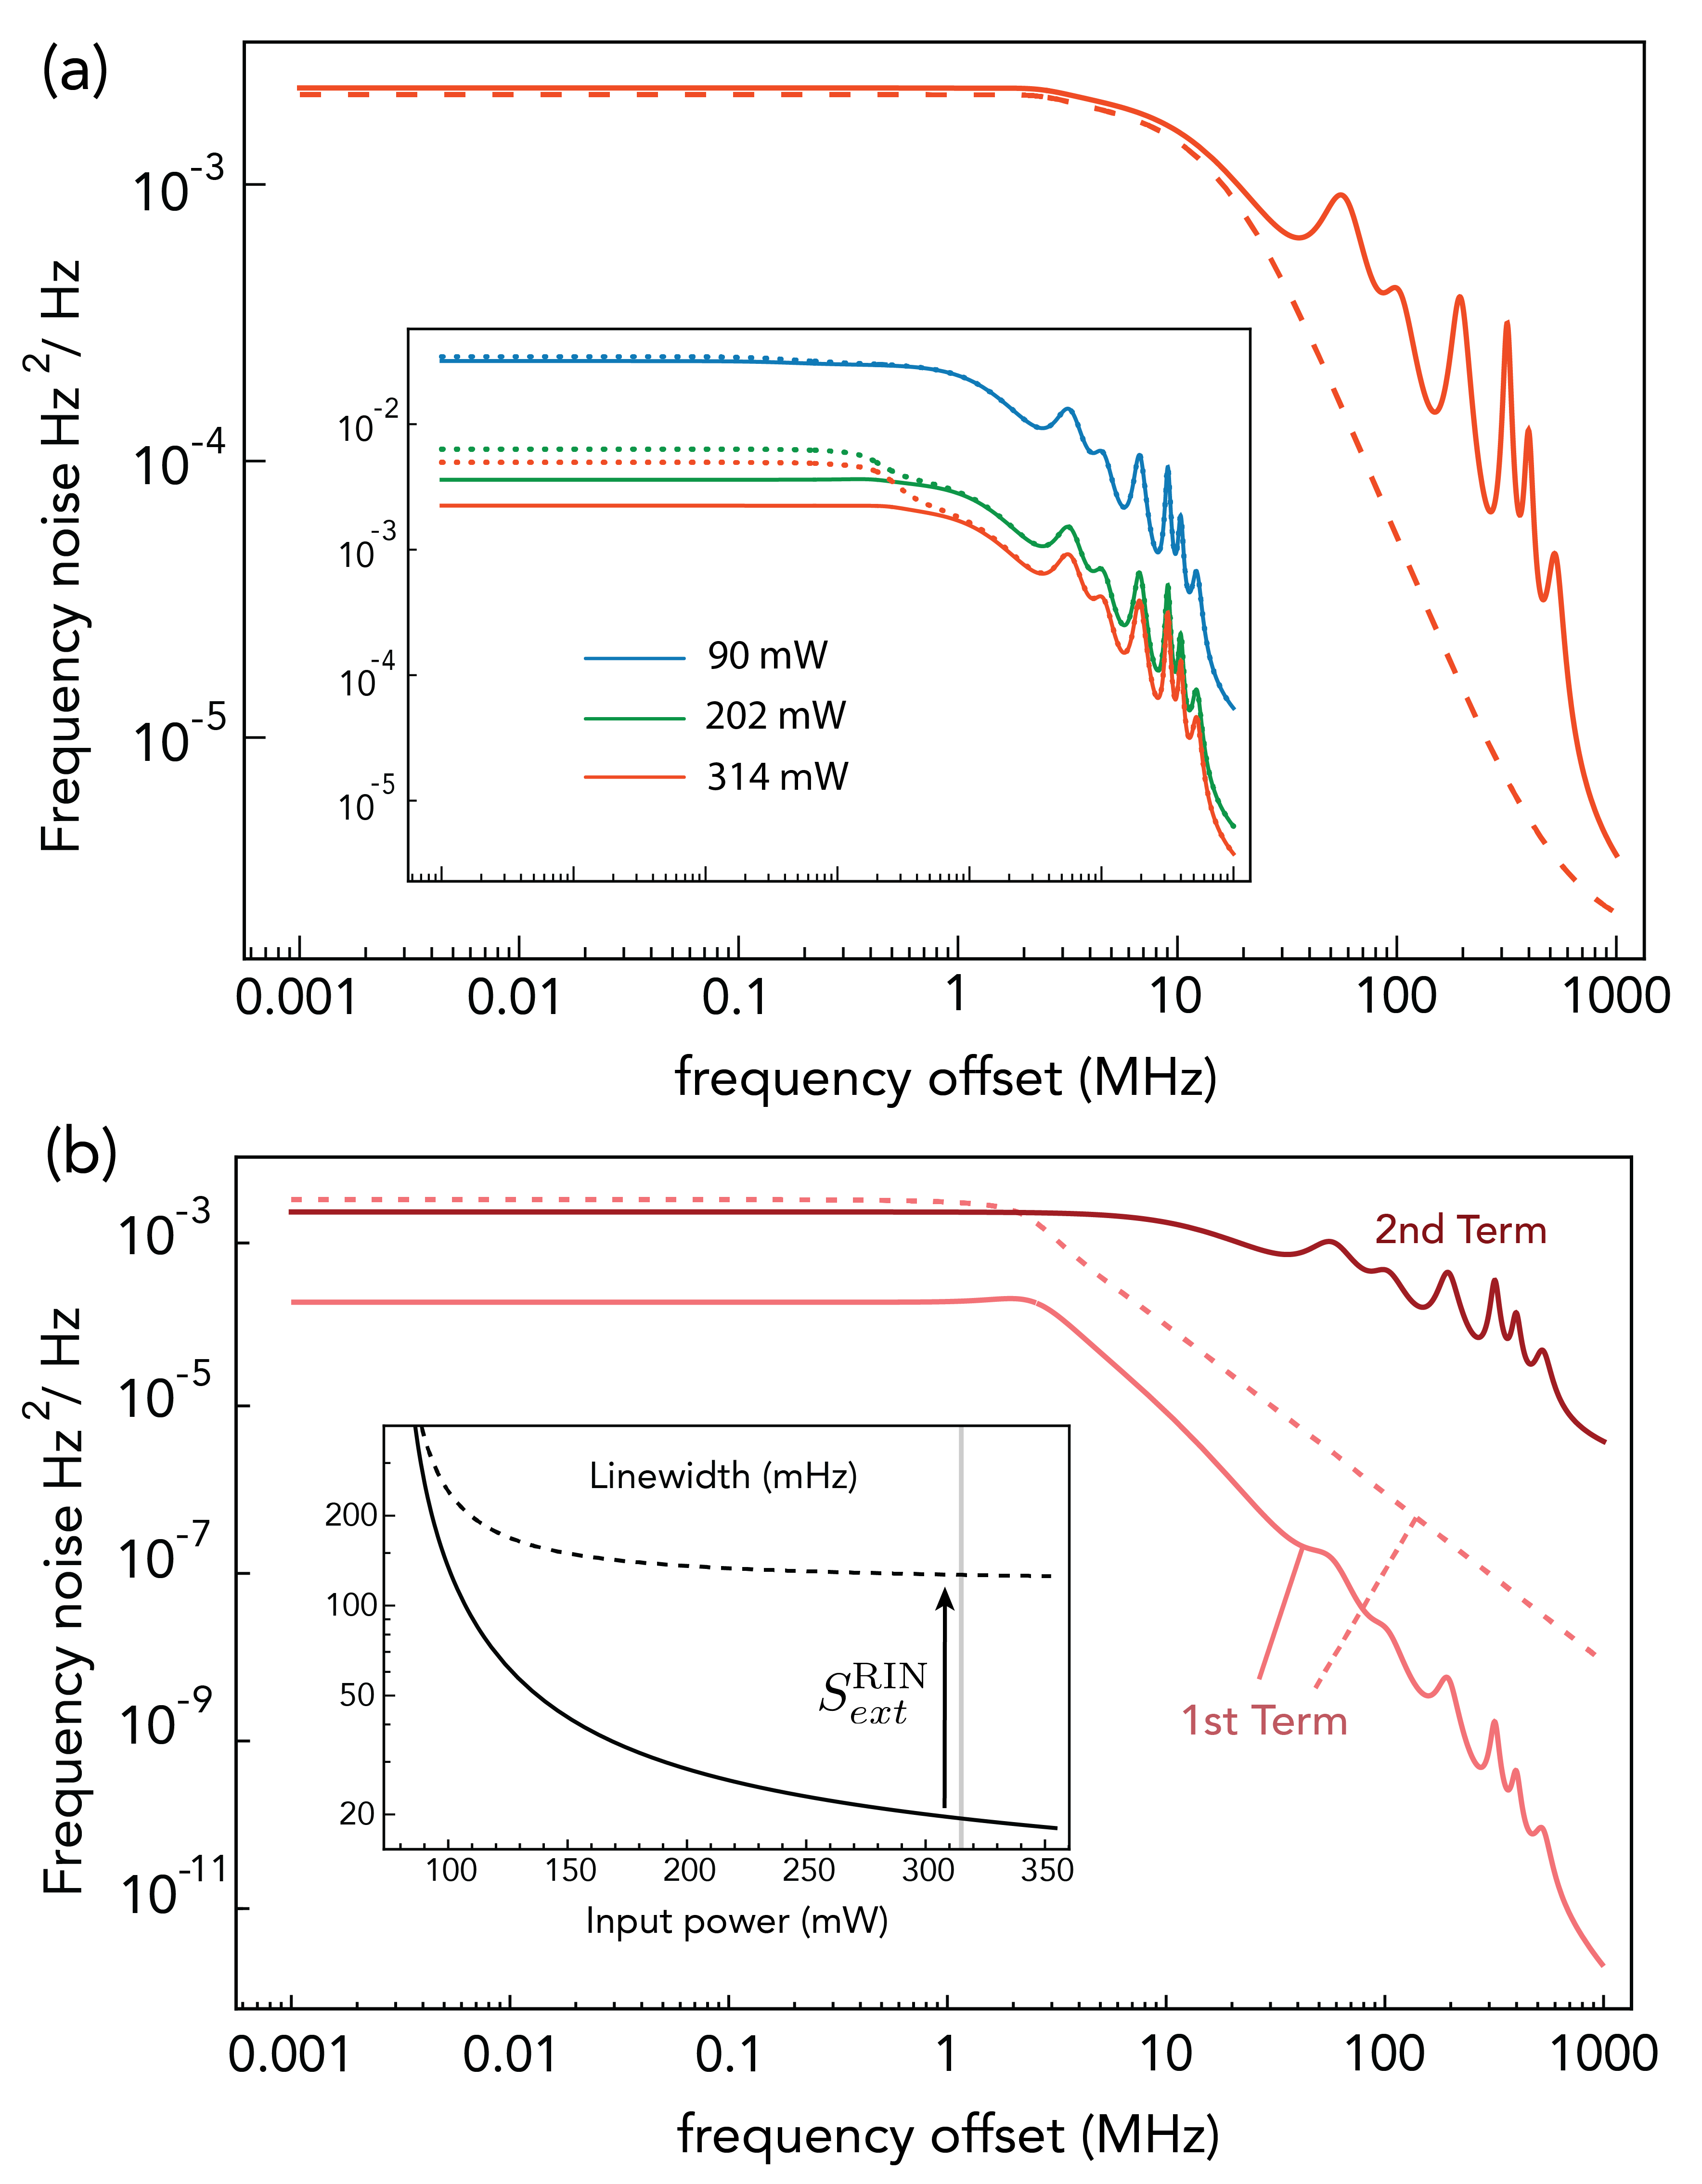 (a)
Frequency noise Hz²/ Hz
10⁻³
10⁻⁴
10⁻⁵
10⁻²
10⁻³
10⁻⁴
10⁻⁵
90 mW
202 mW
314 mW
0.001 0.01 0.1 1 10 100 1000
frequency offset (MHz)
(b)
Frequency noise Hz²/ Hz
10⁻³
10⁻⁵
10⁻⁷
10⁻⁹
10⁻¹¹
2nd Term
1st Term
Linewidth (mHz)
200
100
50
20
S_ext^RIN
100 150 200 250 300 350
Input power (mW)
0.001 0.01 0.1 1 10 100 1000
frequency offset (MHz)